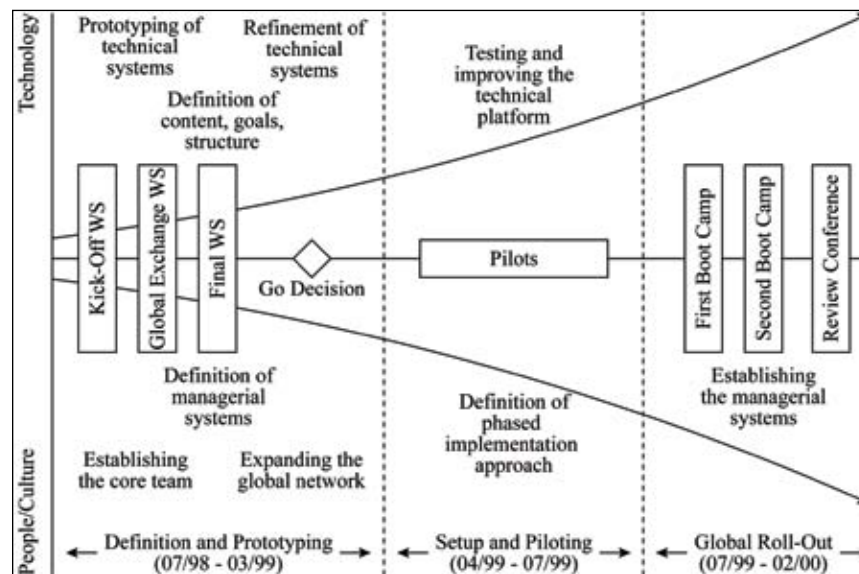 Technology
Prototyping of
technical
systems
Refinement of
technical
systems
Definition of
content, goals,
structure
Testing and
improving the
technical
platform
Kick-Off WS
Global Exchange WS
Final WS
Go Decision
Pilots
First Boot Camp
Second Boot Camp
Review Conference
Definition of
managerial
systems
Establishing
the core team
Expanding the
global network
Definition of
phased
implementation
approach
Establishing
the managerial
systems
People/Culture
Definition and Prototyping
(07/98 - 03/99)
Setup and Piloting
(04/99 - 07/99)
Global Roll-Out
(07/99 - 02/00)